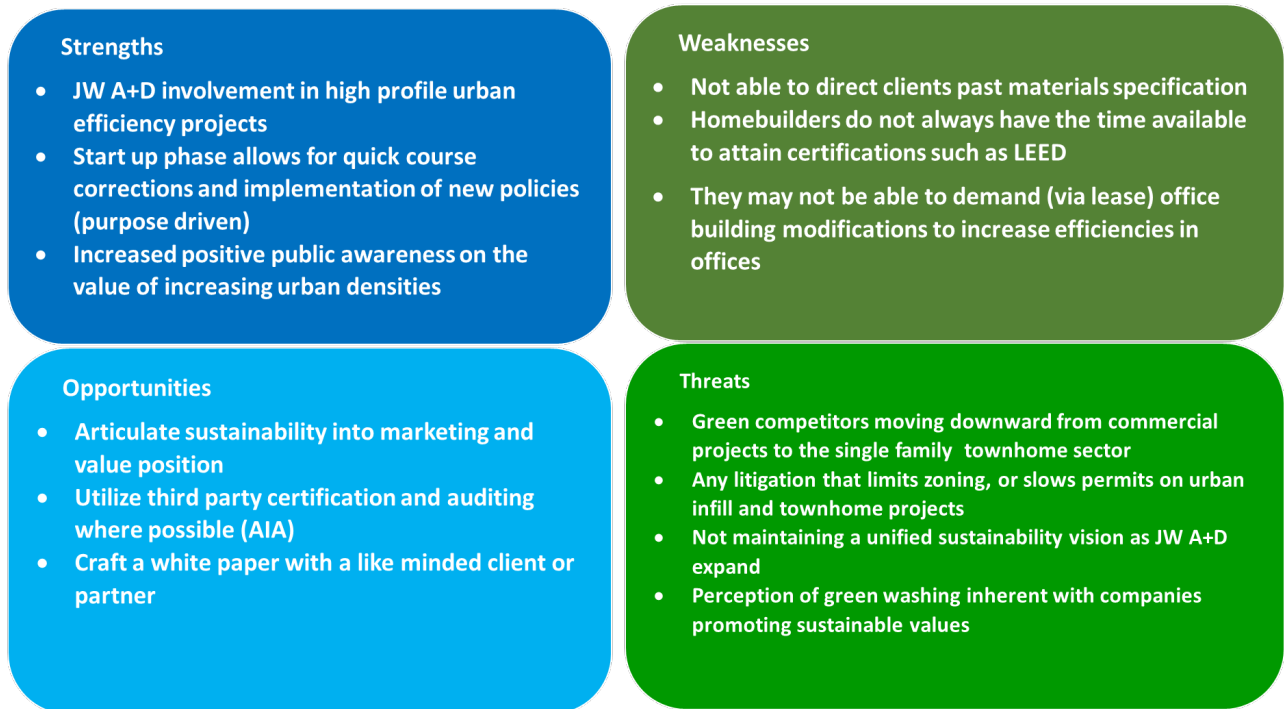 Strengths
• JW A+D involvement in high profile urban
efficiency projects
• Start up phase allows for quick course
corrections and implementation of new policies
(purpose driven)
• Increased positive public awareness on the
value of increasing urban densities
Weaknesses
• Not able to direct clients past materials specification
• Homebuilders do not always have the time available
to attain certifications such as LEED
• They may not be able to demand (via lease) office
building modifications to increase efficiencies in
offices
Opportunities
• Articulate sustainability into marketing and
value position
• Utilize third party certification and auditing
where possible (AIA)
• Craft a white paper with a like minded client or
partner
Threats
• Green competitors moving downward from commercial
projects to the single family townhome sector
• Any litigation that limits zoning, or slows permits on urban
infill and townhome projects
• Not maintaining a unified sustainability vision as JW A+D
expand
• Perception of green washing inherent with companies
promoting sustainable values